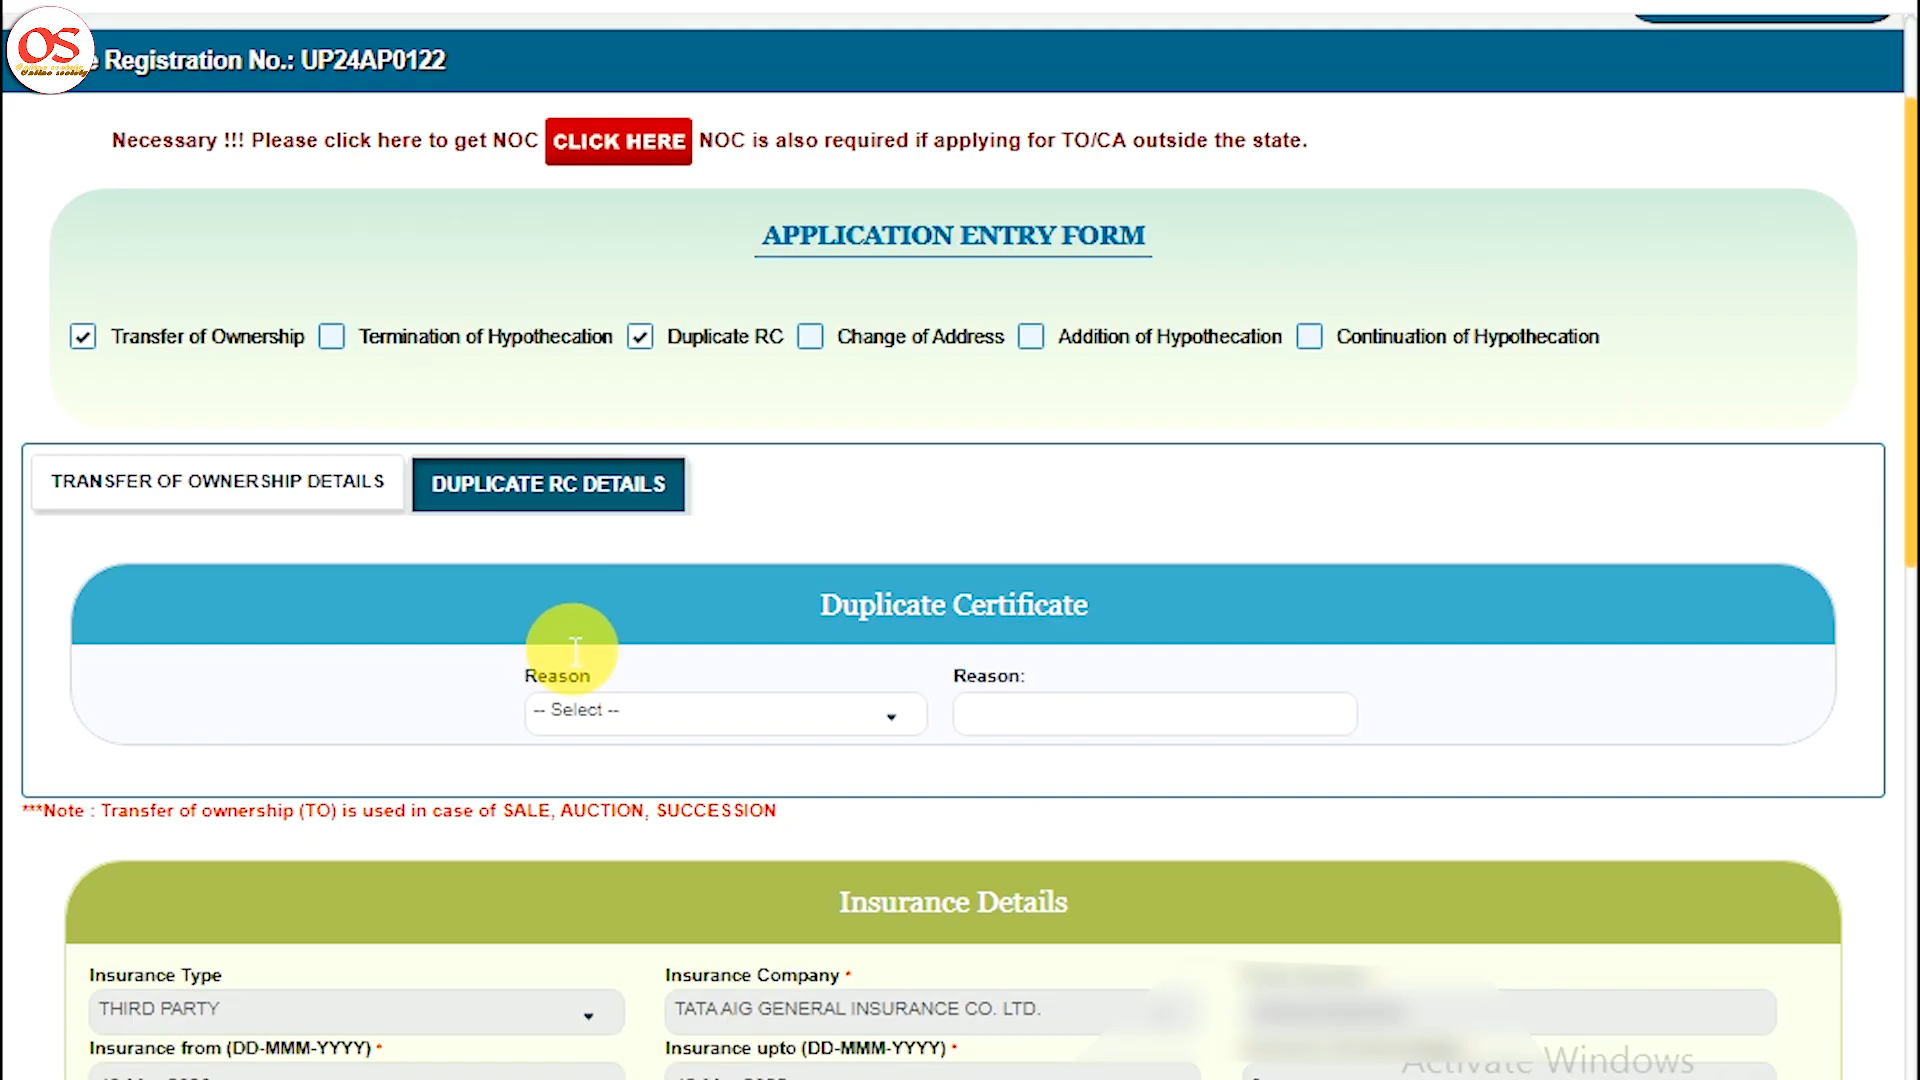 OS
Online society
e Registration No.: UP24AP0122
Necessary !!! Please click here to get NOC CLICK HERE NOC is also required if applying for TO/CA outside the state.
APPLICATION ENTRY FORM
Transfer of Ownership Termination of Hypothecation Duplicate RC Change of Address Addition of Hypothecation Continuation of Hypothecation
TRANSFER OF OWNERSHIP DETAILS DUPLICATE RC DETAILS
Duplicate Certificate
Reason Reason:
-- Select --
***Note : Transfer of ownership (TO) is used in case of SALE, AUCTION, SUCCESSION
Insurance Details
Insurance Type Insurance Company *
THIRD PARTY TATA AIG GENERAL INSURANCE CO. LTD.
Insurance from (DD-MMM-YYYY) * Insurance upto (DD-MMM-YYYY) *
Activate Windows